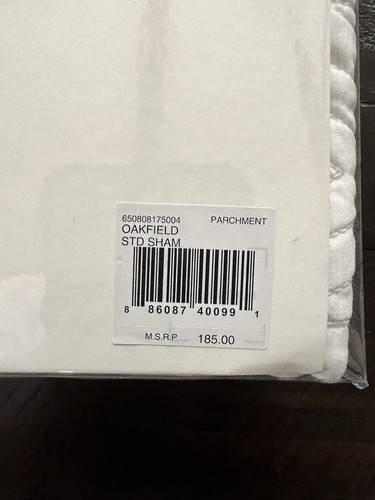 650808175004 PARCHMENT
OAKFIELD
STD SHAM
8 86087 40099 1
M.S.R.P 185.00